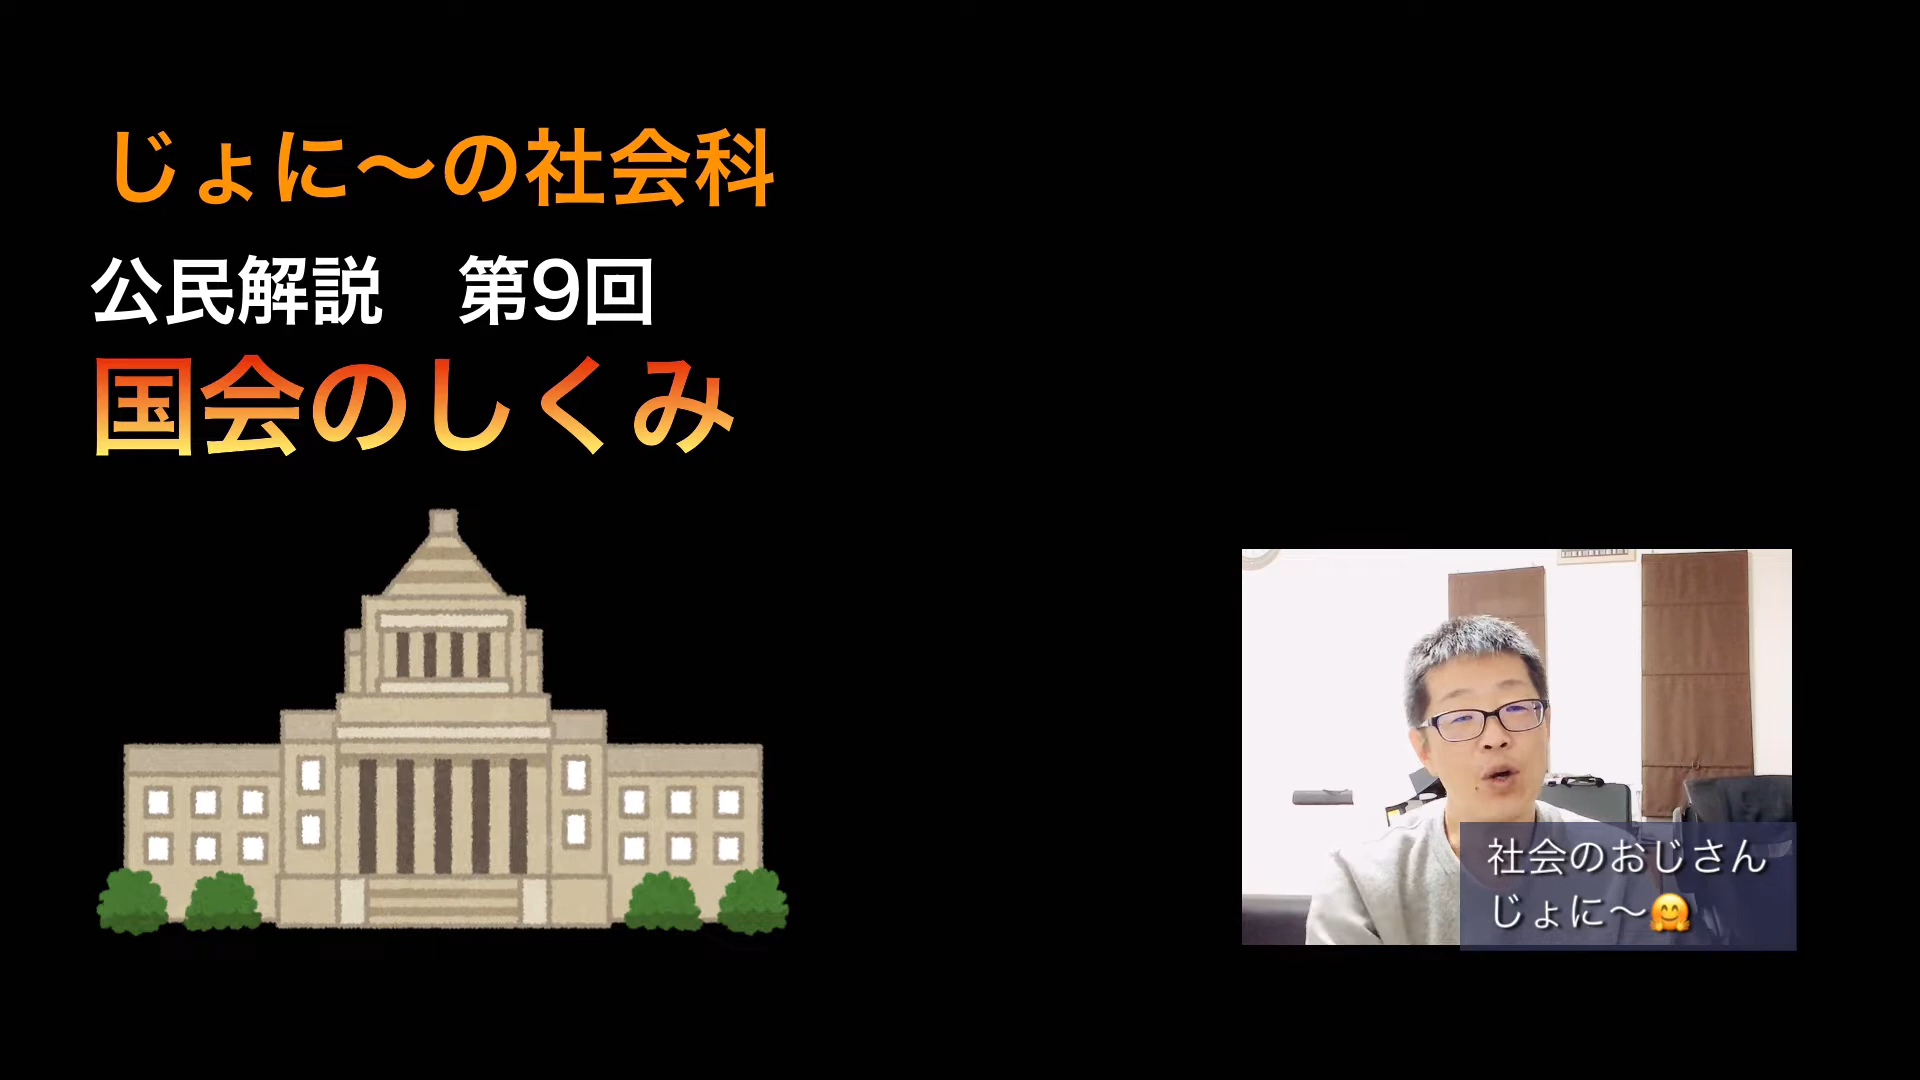 じょに〜の社会科
公民解説　第9回
国会のしくみ
社会のおじさん
じょに〜🤗